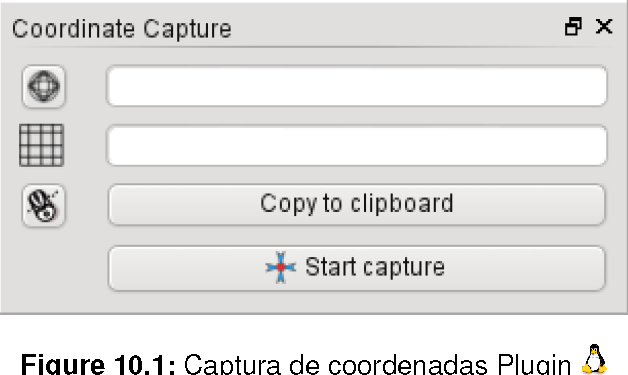 Coordinate Capture
Copy to clipboard
Start capture
Figure 10.1: Captura de coordenadas Plugin